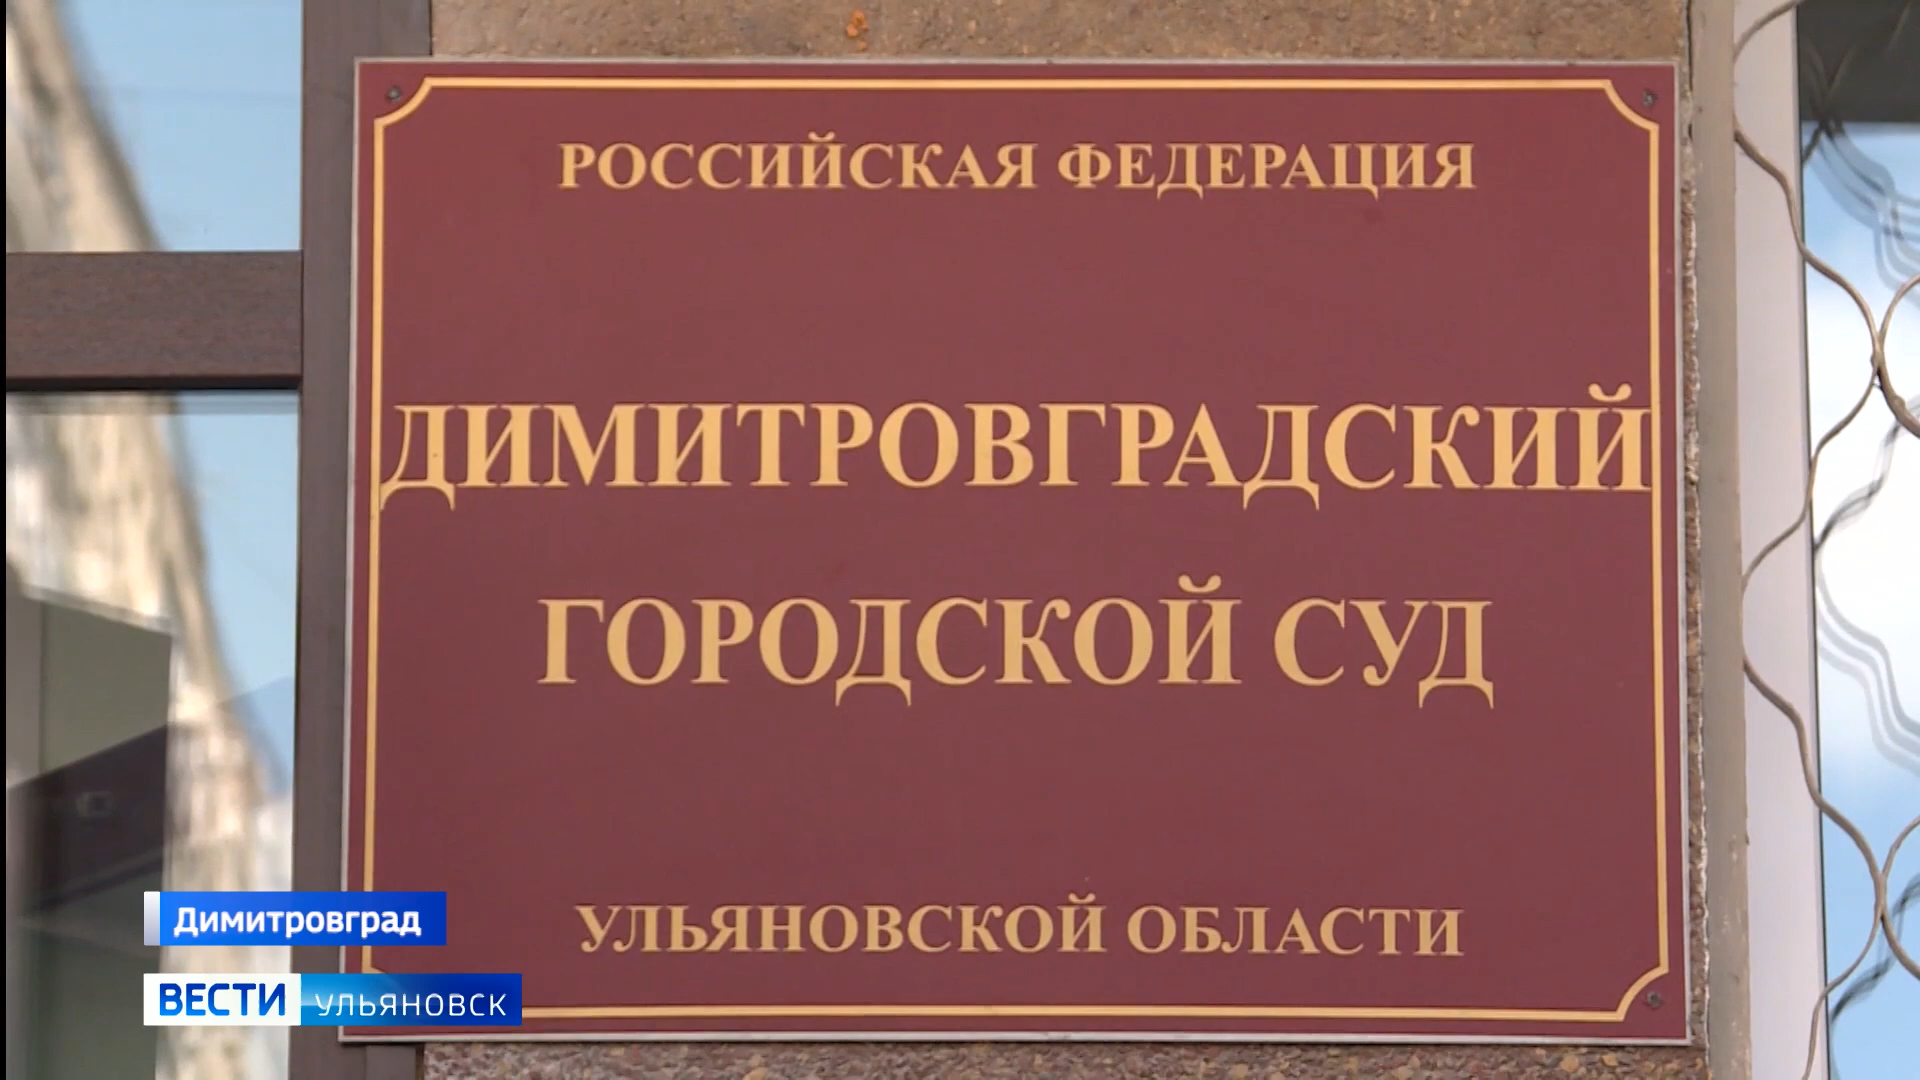 РОССИЙСКАЯ ФЕДЕРАЦИЯ
ДИМИТРОВГРАДСКИЙ
ГОРОДСКОЙ СУД
УЛЬЯНОВСКОЙ ОБЛАСТИ
Димитровград
ВЕСТИ УЛЬЯНОВСК